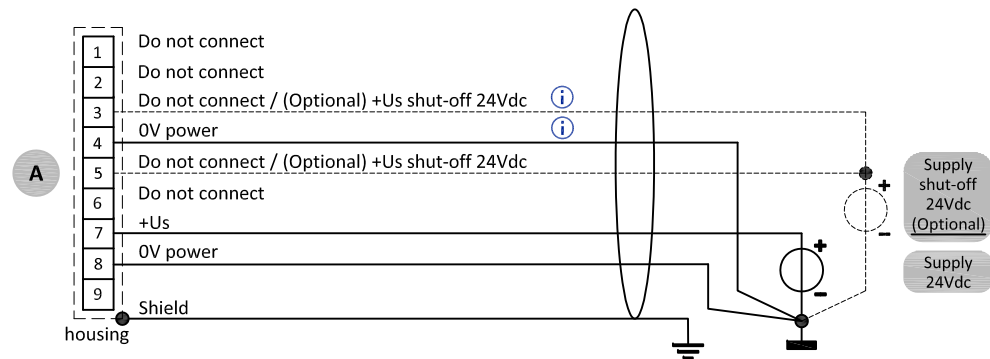 1 Do not connect
2 Do not connect
3 Do not connect / (Optional) +Us shut-off 24Vdc i
4 0V power i
A
5 Do not connect / (Optional) +Us shut-off 24Vdc
6 Do not connect
7 +Us
8 0V power
9
Shield
housing
+
-
Supply
shut-off
24Vdc
(Optional)
+
-
Supply
24Vdc